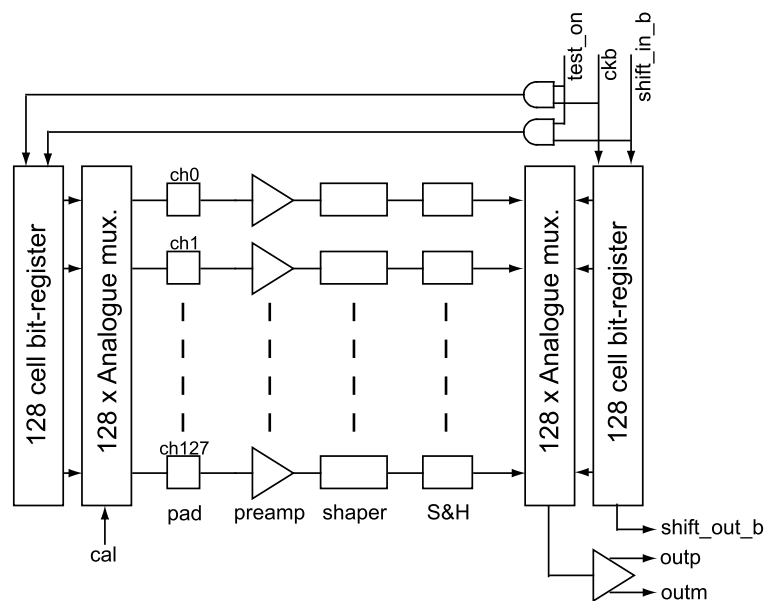 test_on
ckb
shift_in_b
128 cell bit-register
128 x Analogue mux.
ch0
ch1
ch127
pad
preamp
shaper
S&H
128 x Analogue mux.
128 cell bit-register
cal
shift_out_b
outp
outm